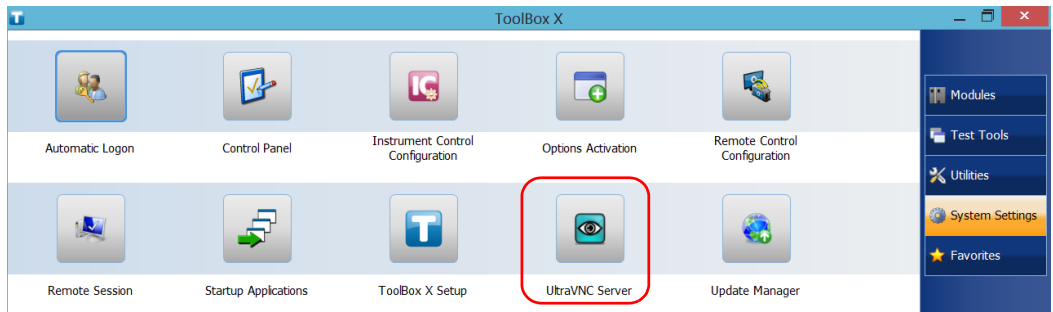 ToolBox X
Automatic Logon
Control Panel
Instrument Control
Configuration
Options Activation
Remote Control
Configuration
Remote Session
Startup Applications
ToolBox X Setup
UltraVNC Server
Update Manager
Modules
Test Tools
Utilities
System Settings
Favorites